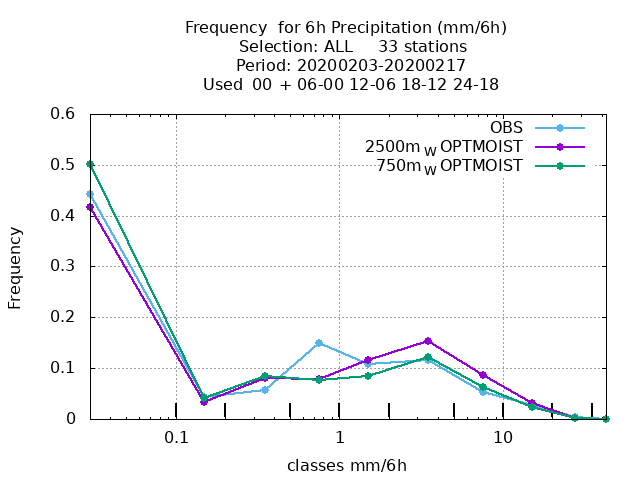 Frequency  for 6h Precipitation (mm/6h)
Selection: ALL     33 stations
Period: 20200203-20200217
Used  00  + 06-00 12-06 18-12 24-18
OBS
2500m W OPTMOIST
750m W OPTMOIST
0.6
0.5
0.4
0.3
0.2
0.1
0
Frequency
0.1 1 10
classes mm/6h